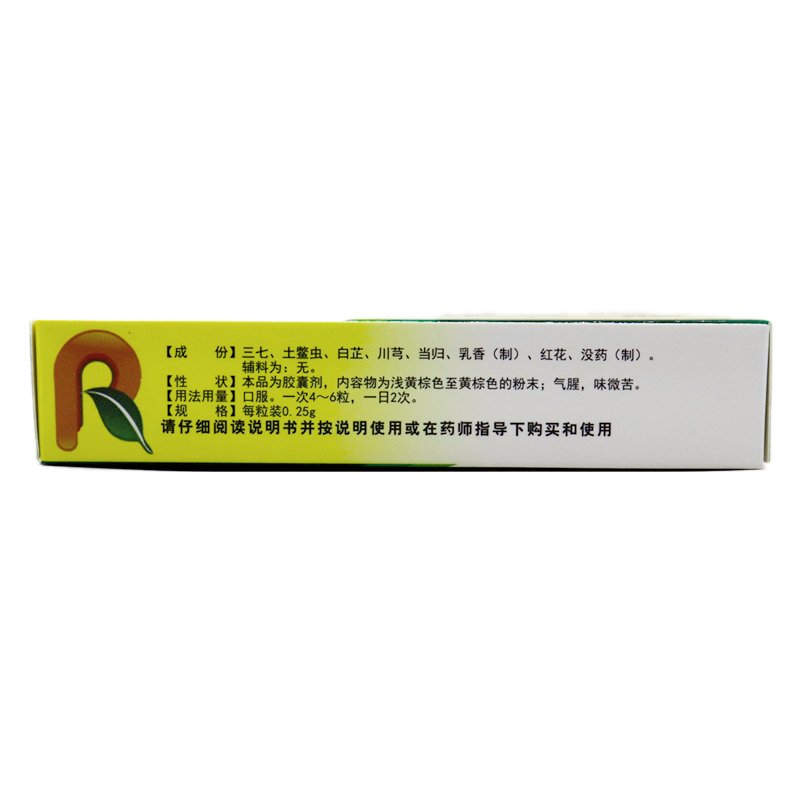 【成　份】三七、土鳖虫、白芷、川芎、当归、乳香（制）、红花、没药（制）。
辅料为：无。
【性　状】本品为胶囊剂，内容物为浅黄棕色至黄棕色的粉末；气腥，味微苦。
【用法用量】口服。一次4～6粒，一日2次。
【规　格】每粒装0.25g
请仔细阅读说明书并按说明使用或在药师指导下购买和使用